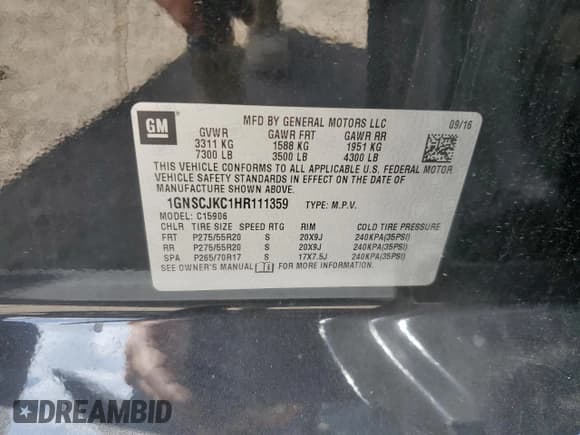 GM
MFD BY GENERAL MOTORS LLC
09/16
GVWR GAWR FRT GAWR RR
3311 KG 1588 KG 1951 KG
7300 LB 3500 LB 4300 LB
THIS VEHICLE CONFORMS TO ALL APPLICABLE U.S. FEDERAL MOTOR
VEHICLE SAFETY STANDARDS IN EFFECT ON THE DATE OF
MANUFACTURE SHOWN ABOVE.
1GNSCJKC1HR111359 TYPE: M.P.V.
MODEL: C15906
CHLR TIRE SIZE SPEED RTG RIM COLD TIRE PRESSURE
FRT P275/55R20 S 20X9J 240KPA(35PSI)
RR P275/55R20 S 20X9J 240KPA(35PSI)
SPA P265/70R17 S 17X7.5J 240KPA(35PSI)
SEE OWNER'S MANUAL FOR MORE INFORMATION.
DREAMBID